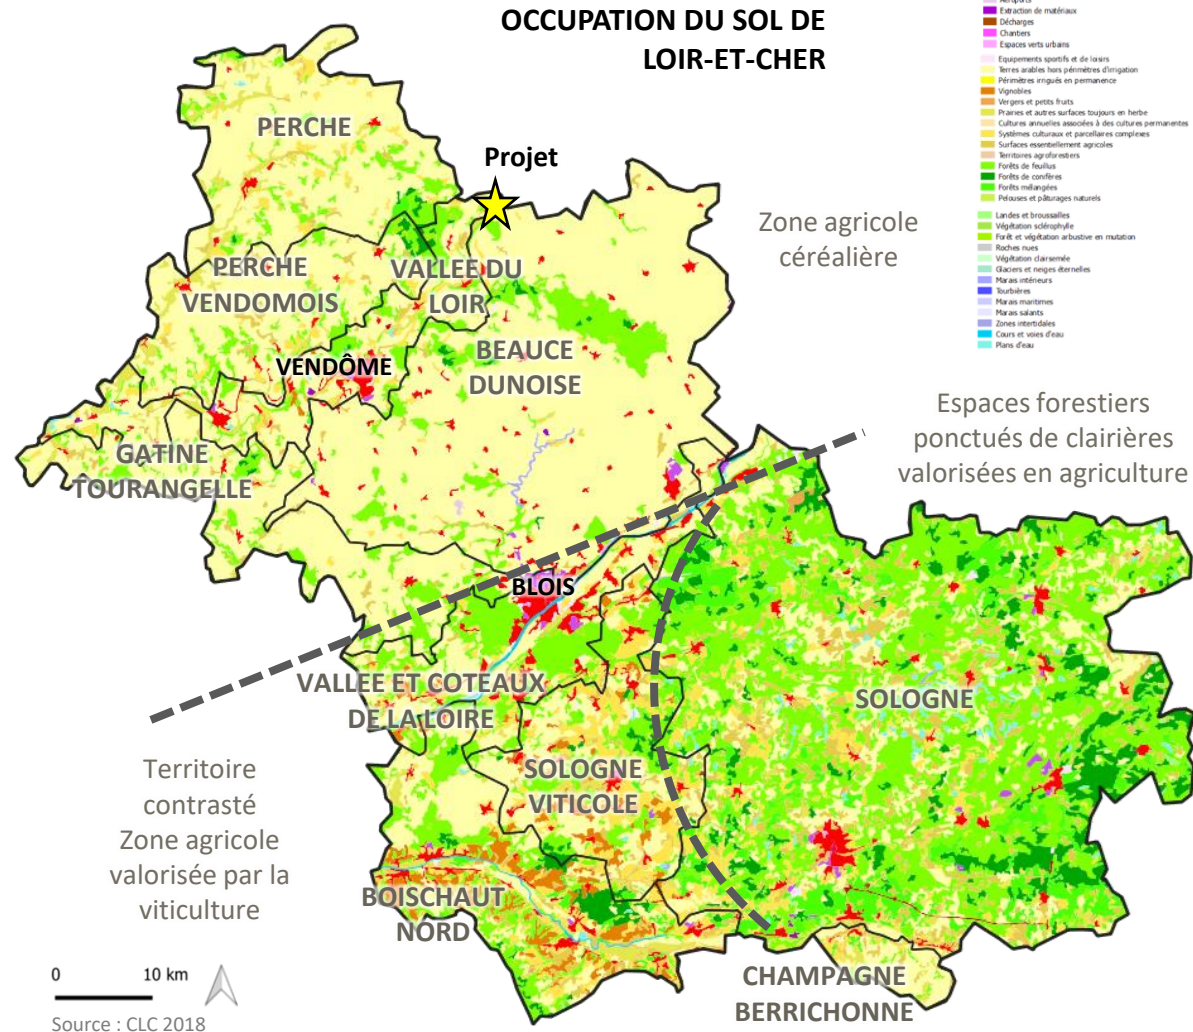 OCCUPATION DU SOL DE
LOIR-ET-CHER
Aéroports
Extraction de matériaux
Décharges
Chantiers
Espaces verts urbains
Equipements sportifs et de loisirs
Terres arables hors périmètres d'irrigation
Périmètres irrigués en permanence
Vignobles
Vergers et petits fruits
Prairies et autres surfaces toujours en herbe
Cultures annuelles associées à des cultures permanentes
Systèmes culturaux et parcellaires complexes
Surfaces essentiellement agricoles
Territoires agroforestiers
Forêts de feuillus
Forêts de conifères
Forêts mélangées
Pelouses et pâturages naturels
Landes et broussailles
Végétation sclérophylle
Forêt et végétation arbustive en mutation
Roches nues
Végétation clairsemée
Glaciers et neiges éternelles
Marais intérieurs
Tourbières
Marais maritimes
Marais salants
Zones intertidales
Cours et voies d'eau
Plans d'eau
PERCHE
Projet
Zone agricole
céréalière
PERCHE
VENDOMOIS
VALLEE DU
LOIR
VENDÔME
BEAUCE
DUNOISE
GATINE
TOURANGELLE
Espaces forestiers
ponctués de clairières
valorisées en agriculture
BLOIS
VALLEE ET COTEAUX
DE LA LOIRE
SOLOGNE
SOLOGNE
VITICOLE
Territoire
contrasté
Zone agricole
valorisée par la
viticulture
BOISCHAUT
NORD
CHAMPAGNE
BERRICHONNE
0 10 km
Source : CLC 2018